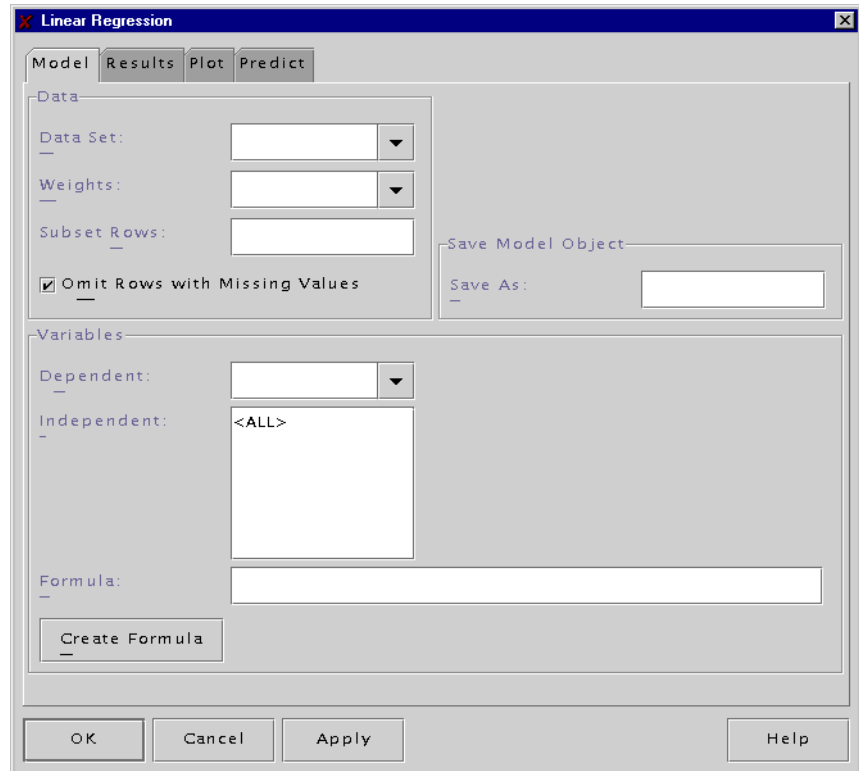 Linear Regression
Model Results Plot Predict
Data
Data Set:
Weights:
Subset Rows:
Omit Rows with Missing Values
Save Model Object
Save As:
Variables
Dependent:
Independent:
<ALL>
Formula:
Create Formula
OK Cancel Apply Help